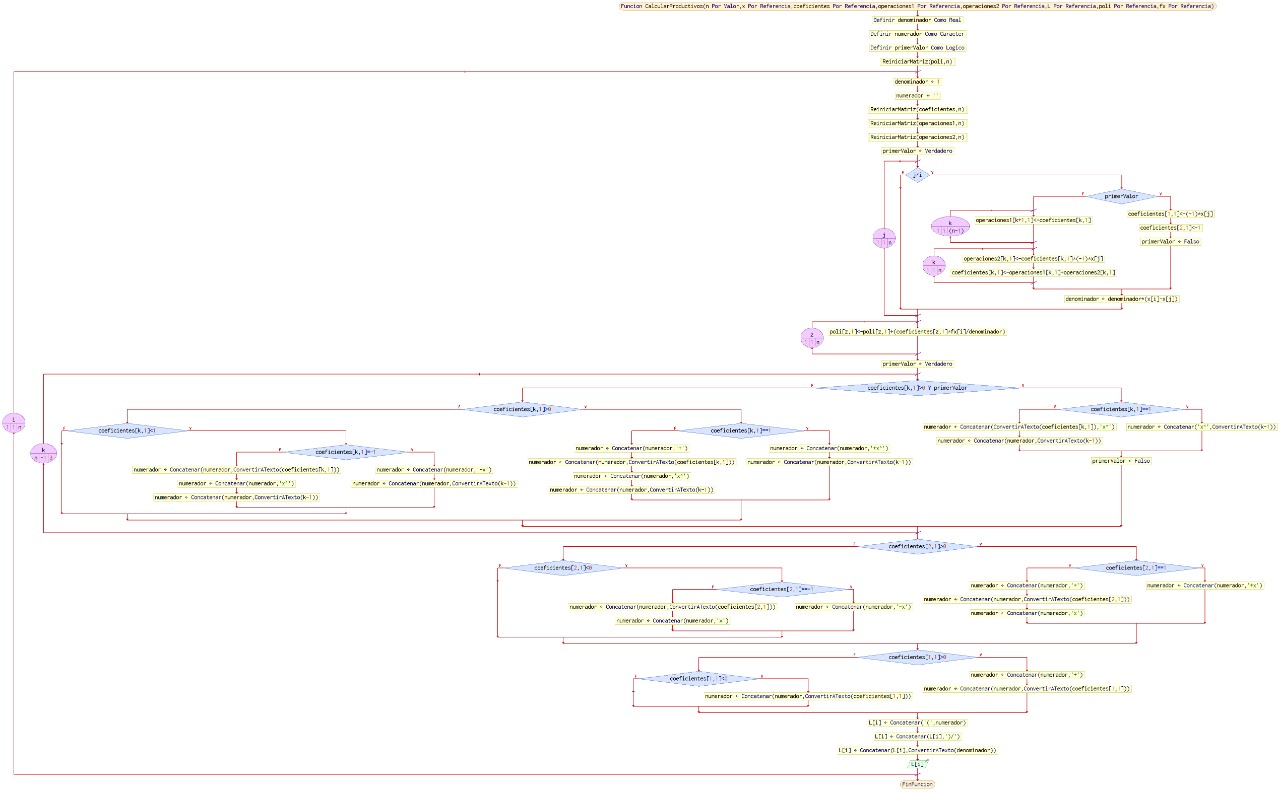 Funcion CalcularProductivos(n Por Valor,x Por Referencia,coeficientes Por Referencia,operaciones1 Por Referencia,operaciones2 Por Referencia,L Por Referencia,poli Por Referencia,fx Por Referencia)
Definir denominador Como Real
Definir numerador Como Caracter
Definir primerValor Como Logico
ReiniciarMatriz(poli,n)
denominador ← 1
numerador ← ''
ReiniciarMatriz(coeficientes,n)
ReiniciarMatriz(operaciones1,n)
ReiniciarMatriz(operaciones2,n)
primerValor ← Verdadero
primerValor
coeficientes[1,1]<-(-1)*x[j]
operaciones1[k+1,1]<-coeficientes[k,1]
k
1|1|(n-1)
coeficientes[2,1]<-1
j
1|1|n
primerValor ← Falso
operaciones2[k,1]<-coeficientes[k,1]*(-1)*x[j]
k
1|1|n
coeficientes[k,1]<-operaciones1[k,1]+operaciones2[k,1]
denominador ← denominador*(x[i]-x[j])
z
1|1|n
poli[z,1]<-poli[z,1]+(coeficientes[z,1]*fx[i]/denominador)
primerValor ← Verdadero
coeficientes[k,1]>0 Y primerValor
coeficientes[k,1]>0
coeficientes[k,1]==1
i
1|1|n
numerador ← Concatenar(ConvertirATexto(coeficientes[k,1]),'x^')
numerador ← Concatenar('x^',ConvertirATexto(k-1))
coeficientes[k,1]==1
numerador ← Concatenar(numerador,ConvertirATexto(k-1))
numerador ← Concatenar(numerador,'+')
numerador ← Concatenar(numerador,'+x^')
k
primerValor ← Falso
numerador ← Concatenar(numerador,ConvertirATexto(coeficientes[k,1]))
numerador ← Concatenar(numerador,ConvertirATexto(k-1))
numerador ← Concatenar(numerador,ConvertirATexto(coeficientes[k,1]))
numerador ← Concatenar(numerador,'x^')
numerador ← Concatenar(numerador,'x^')
numerador ← Concatenar(numerador,ConvertirATexto(k-1))
numerador ← Concatenar(numerador,ConvertirATexto(k-1))
numerador ← Concatenar(numerador,ConvertirATexto(k-1))
coeficientes[2,1]<0
coeficientes[2,1]==1
coeficientes[2,1]==-1
numerador ← Concatenar(numerador,'+')
numerador ← Concatenar(numerador,'+x')
numerador ← Concatenar(numerador,ConvertirATexto(coeficientes[2,1]))
numerador ← Concatenar(numerador,ConvertirATexto(coeficientes[2,1]))
numerador ← Concatenar(numerador,'-x')
numerador ← Concatenar(numerador,'x')
numerador ← Concatenar(numerador,'x')
coeficientes[1,1]>0
numerador ← Concatenar(numerador,'+')
numerador ← Concatenar(numerador,ConvertirATexto(coeficientes[1,1]))
numerador ← Concatenar(numerador,ConvertirATexto(coeficientes[1,1]))
L[i] ← Concatenar('(',numerador)
L[i] ← Concatenar(L[i],')/')
L[i] ← Concatenar(L[i],ConvertirATexto(denominador))
L[i]
FinFuncion